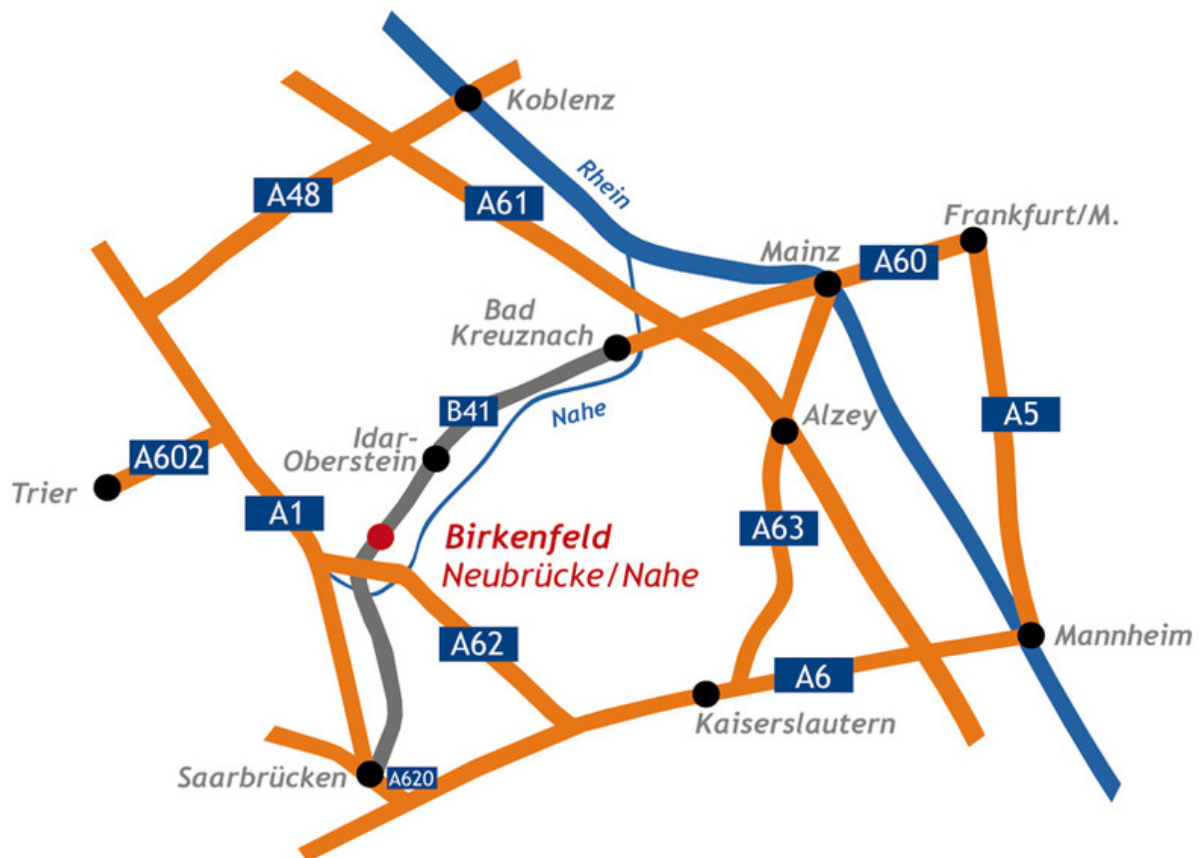 Koblenz
A48
A61
Rhein
Frankfurt/M.
Mainz
A60
Bad
Kreuznach
B41
Nahe
Idar-
Oberstein
Alzey
A5
A602
Trier
A1
A63
Birkenfeld
Neubrücke/Nahe
A62
Mannheim
A6
Kaiserslautern
Saarbrücken
A620